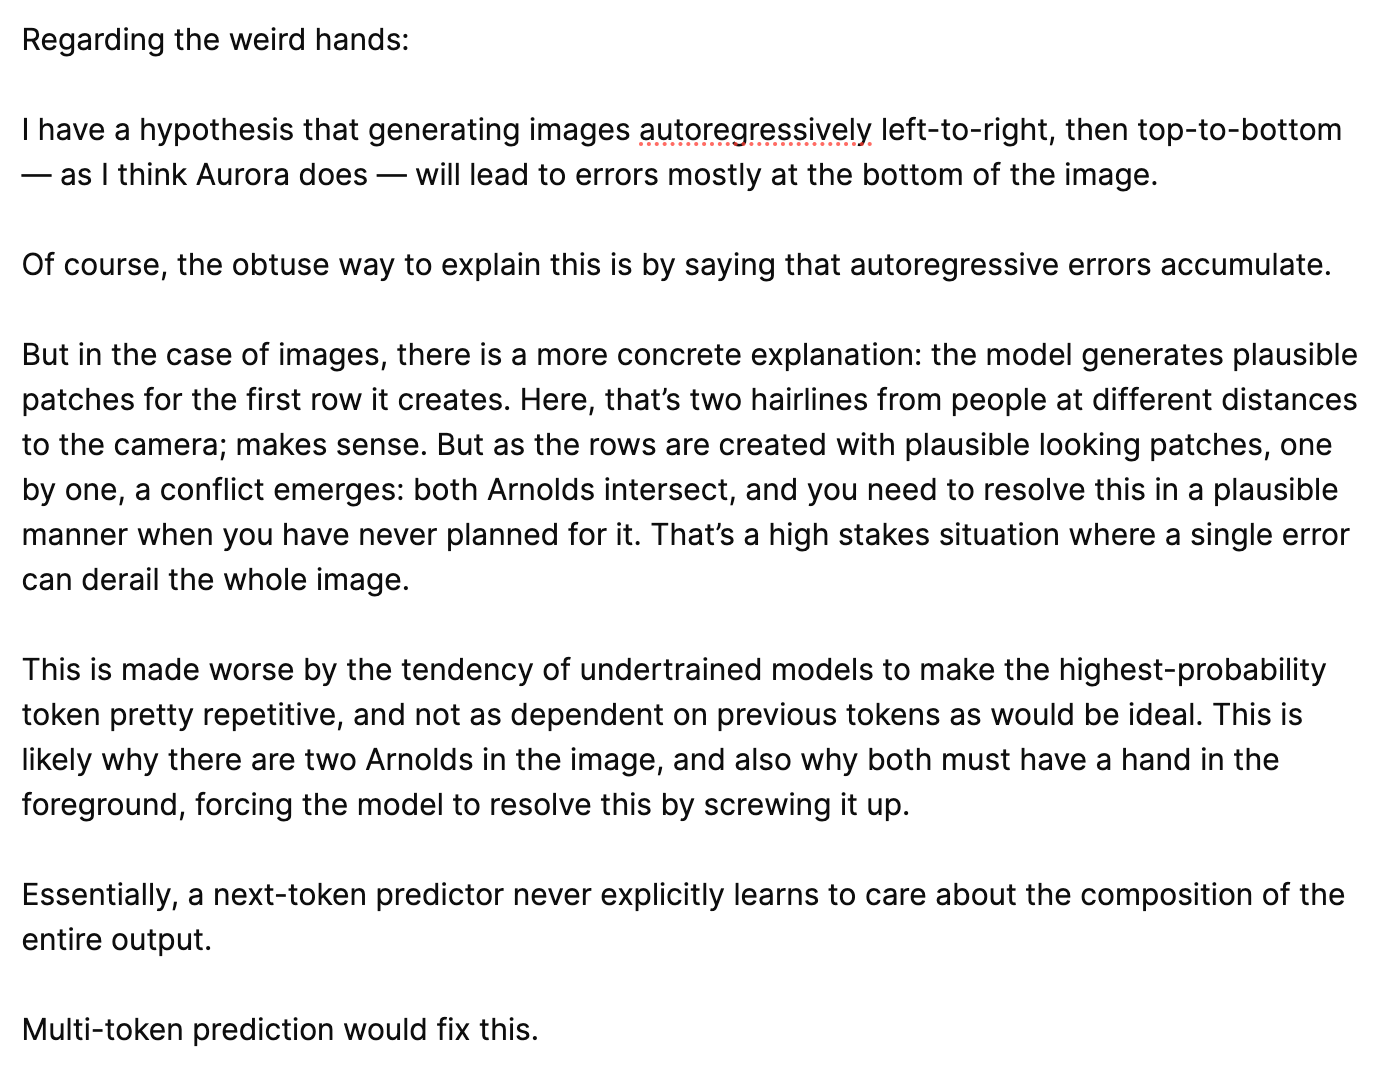 Regarding the weird hands:
I have a hypothesis that generating images autoregressively left-to-right, then top-to-bottom
— as I think Aurora does — will lead to errors mostly at the bottom of the image.
Of course, the obtuse way to explain this is by saying that autoregressive errors accumulate.
But in the case of images, there is a more concrete explanation: the model generates plausible
patches for the first row it creates. Here, that’s two hairlines from people at different distances
to the camera; makes sense. But as the rows are created with plausible looking patches, one
by one, a conflict emerges: both Arnolds intersect, and you need to resolve this in a plausible
manner when you have never planned for it. That’s a high stakes situation where a single error
can derail the whole image.
This is made worse by the tendency of undertrained models to make the highest-probability
token pretty repetitive, and not as dependent on previous tokens as would be ideal. This is
likely why there are two Arnolds in the image, and also why both must have a hand in the
foreground, forcing the model to resolve this by screwing it up.
Essentially, a next-token predictor never explicitly learns to care about the composition of the
entire output.
Multi-token prediction would fix this.